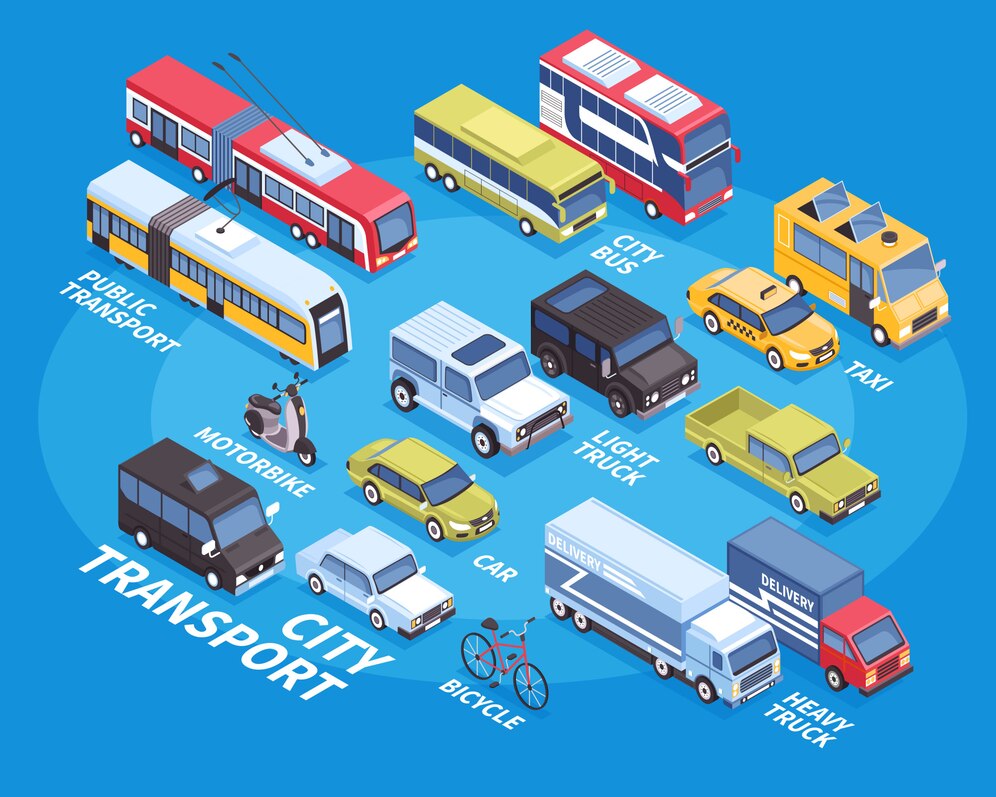 CITY
BUS
PUBLIC
TRANSPORT
TAXI
MOTORBIKE
LIGHT
TRUCK
CAR
DELIVERY
DELIVERY
CITY
TRANSPORT
BICYCLE
HEAVY
TRUCK